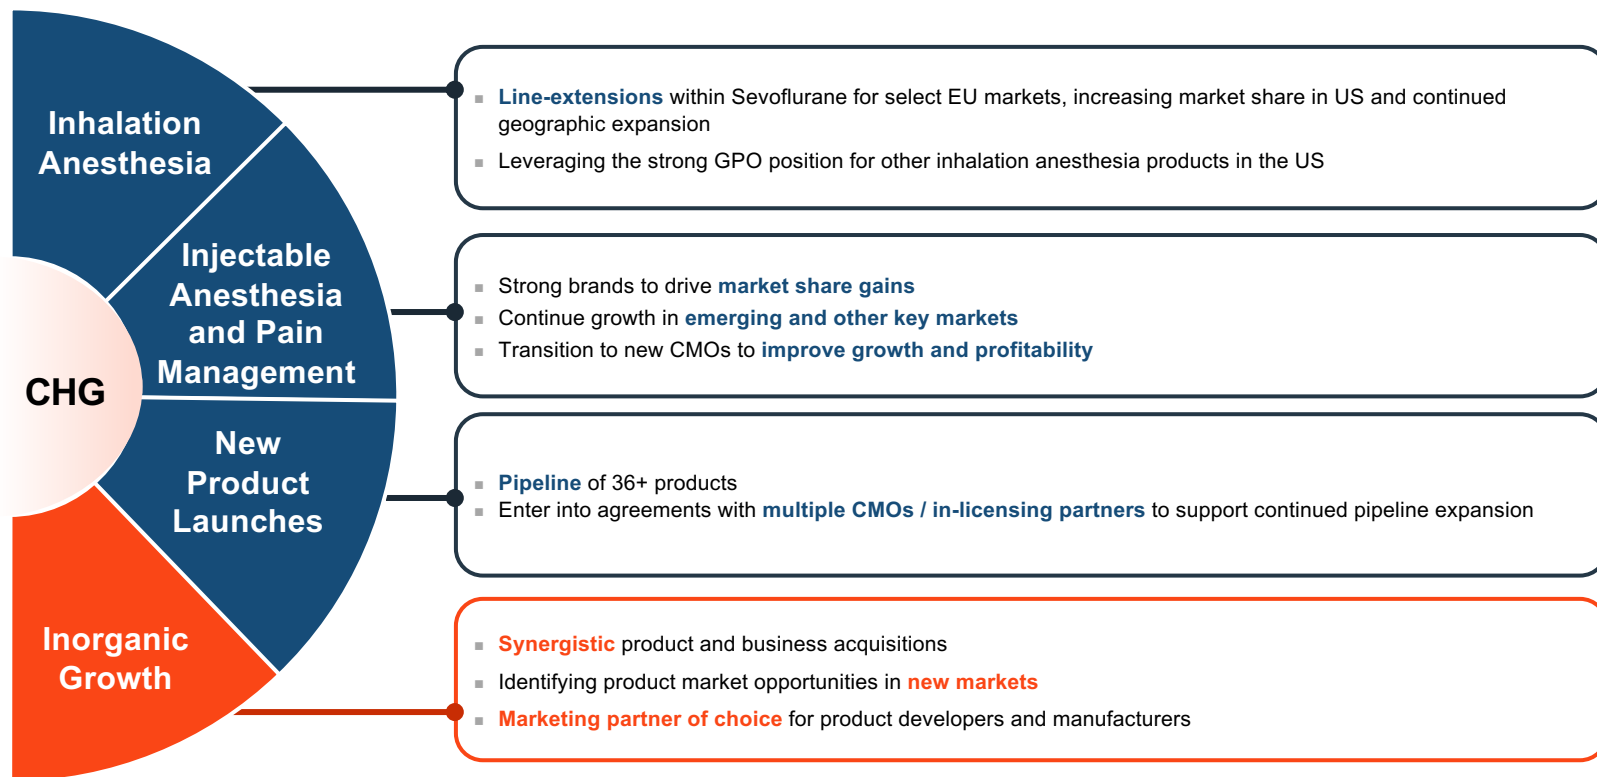 Inhalation
Anesthesia
Line-extensions within Sevoflurane for select EU markets, increasing market share in US and continued
geographic expansion
Leveraging the strong GPO position for other inhalation anesthesia products in the US
Injectable
Anesthesia
and Pain
Management
Strong brands to drive market share gains
Continue growth in emerging and other key markets
Transition to new CMOs to improve growth and profitability
CHG
New
Product
Launches
Pipeline of 36+ products
Enter into agreements with multiple CMOs / in-licensing partners to support continued pipeline expansion
Inorganic
Growth
Synergistic product and business acquisitions
Identifying product market opportunities in new markets
Marketing partner of choice for product developers and manufacturers